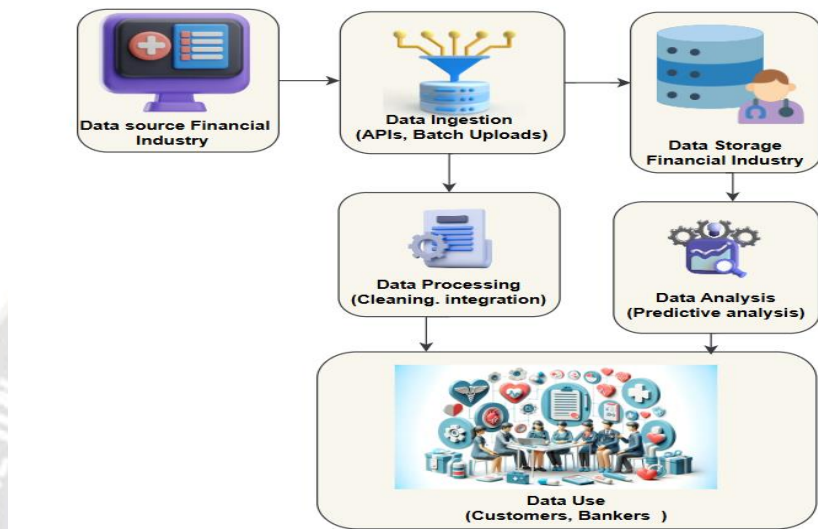 Data source Financial
Industry
Data Ingestion
(APIs, Batch Uploads)
Data Storage
Financial Industry
Data Processing
(Cleaning. integration)
Data Analysis
(Predictive analysis)
Data Use
(Customers, Bankers  )